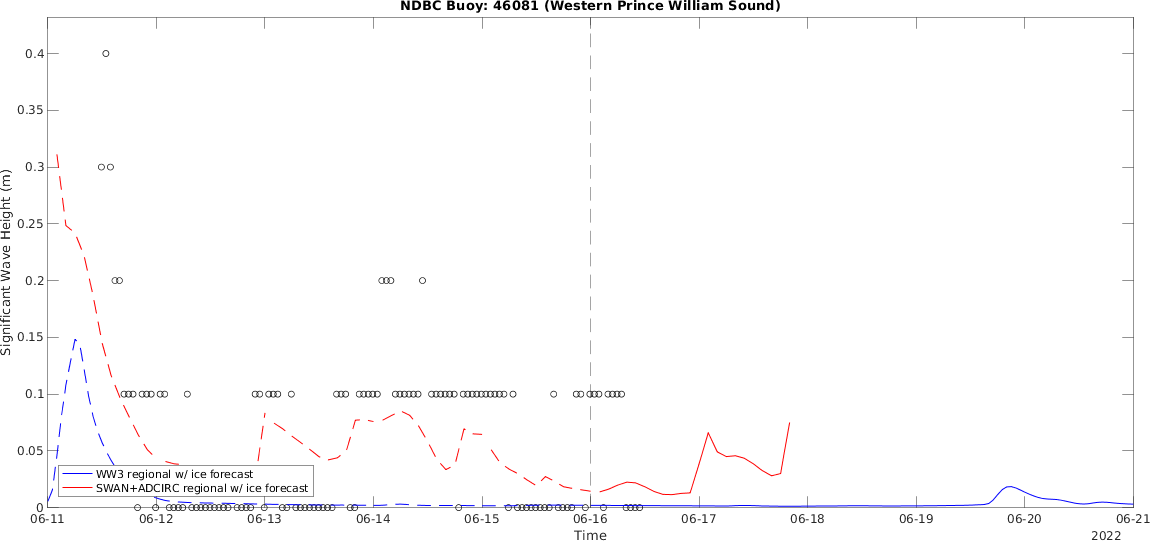 NDBC Buoy: 46081 (Western Prince William Sound)
0.4
0.35
0.3
0.25
0.2
0.15
0.1
0.05
0
Significant Wave Height (m)
WW3 regional w/ ice forecast
SWAN+ADCIRC regional w/ ice forecast
06-11 06-12 06-13 06-14 06-15 06-16 06-17 06-18 06-19 06-20 06-21
Time
2022